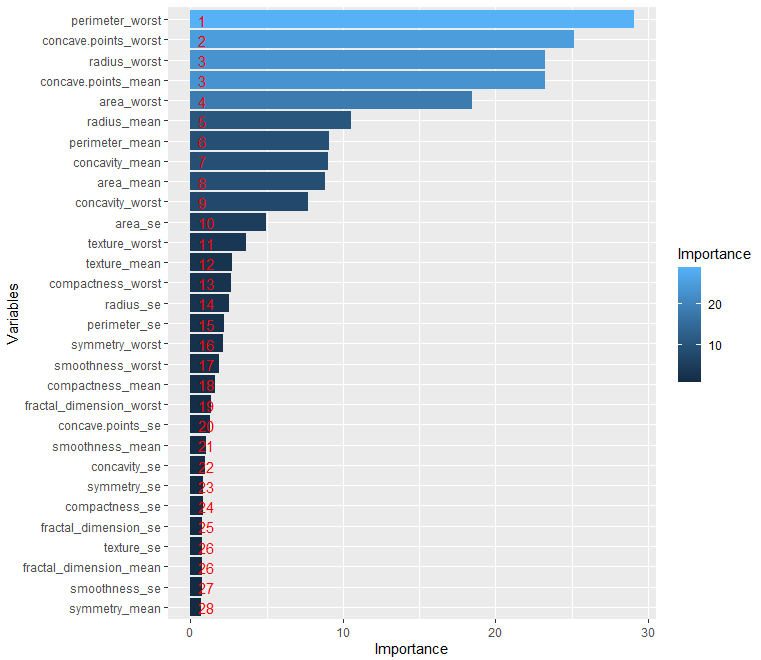 perimeter_worst 1
concave.points_worst 2
radius_worst 3
concave.points_mean 3
area_worst 4
radius_mean 5
perimeter_mean 6
concavity_mean 7
area_mean 8
concavity_worst 9
area_se 10
texture_worst 11
texture_mean 12
compactness_worst 13
radius_se 14
perimeter_se 15
symmetry_worst 16
smoothness_worst 17
compactness_mean 18
fractal_dimension_worst 19
concave.points_se 20
smoothness_mean 21
concavity_se 22
symmetry_se 23
compactness_se 24
fractal_dimension_se 25
texture_se 26
fractal_dimension_mean 26
smoothness_se 27
symmetry_mean 28
Variables
0 10 20 30
Importance
Importance
20
10